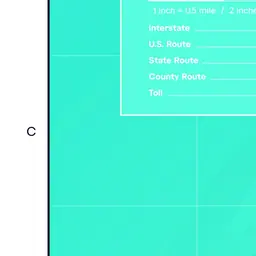 1 inch = 0.5 mile / 2 inche
Interstate
U.S. Route
State Route
County Route
Toll
C